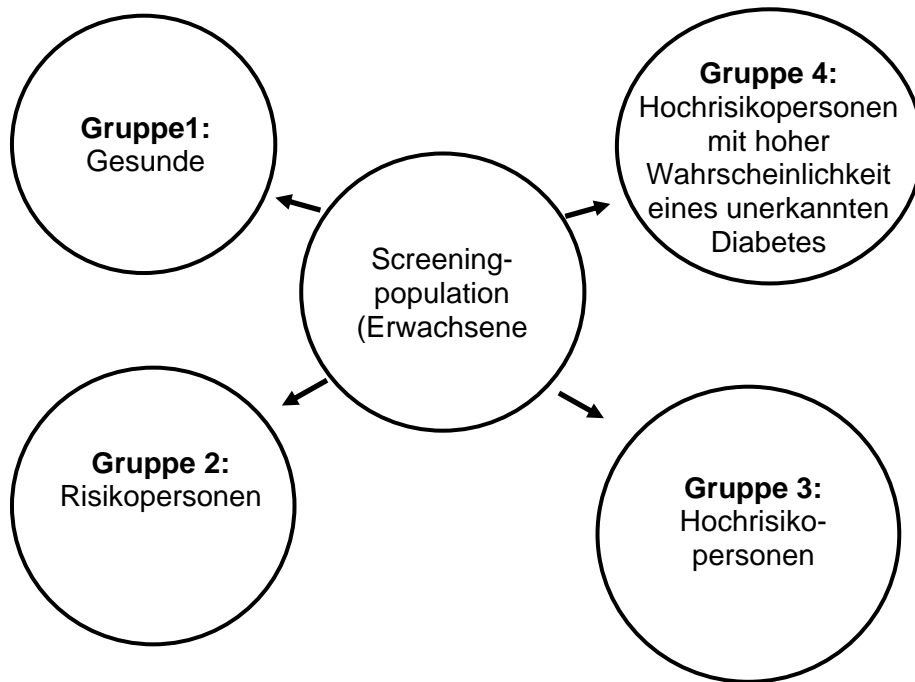 Gruppe1:
Gesunde
Gruppe 4:
Hochrisikopersonen
mit hoher
Wahrscheinlichkeit
eines unerkannten
Diabetes
Screening-
population
(Erwachsene
Gruppe 2:
Risikopersonen
Gruppe 3:
Hochrisiko-
personen